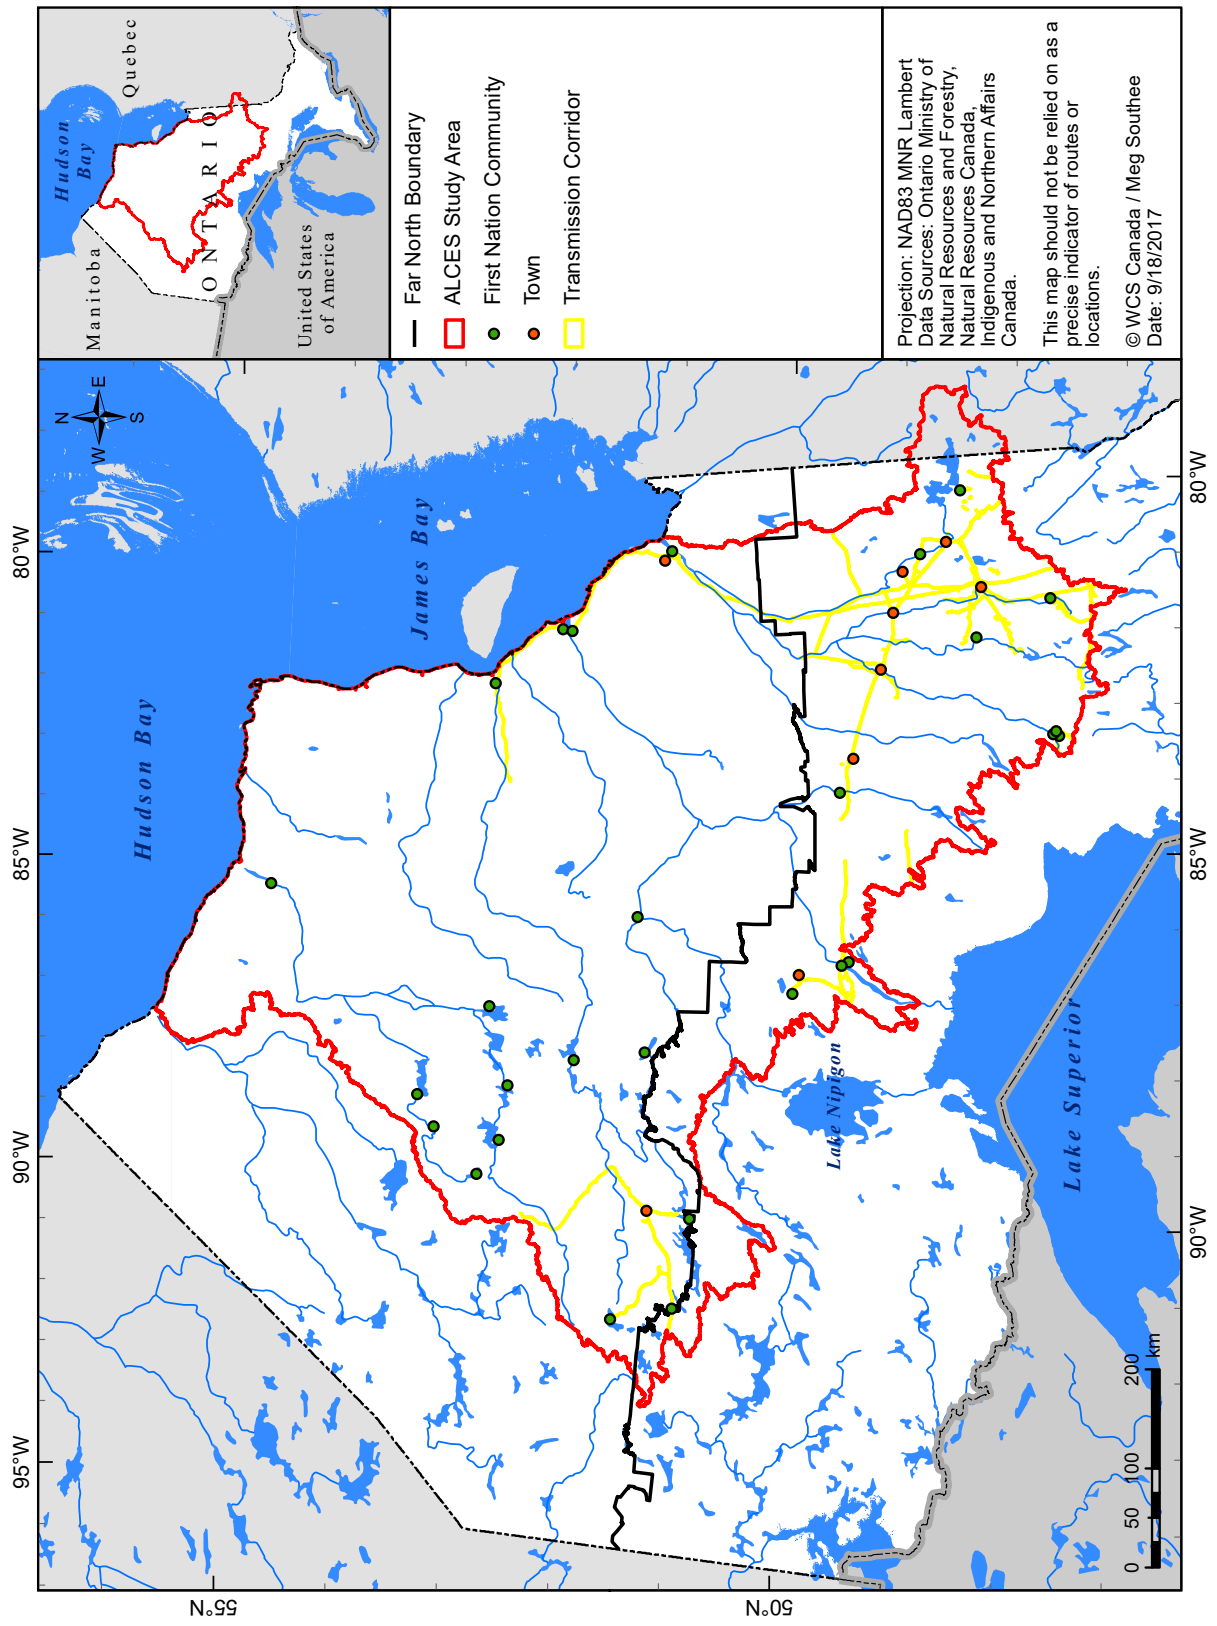 Hudson
Bay
Quebec
Manitoba
ONTARIO
United States
of America
Far North Boundary
ALCES Study Area
First Nation Community
Town
Transmission Corridor
Projection: NAD83 MNR Lambert
Data Sources: Ontario Ministry of
Natural Resources and Forestry,
Natural Resources Canada,
Indigenous and Northern Affairs
Canada.
This map should not be relied on as a
precise indicator of routes or
locations.
© WCS Canada / Meg Southee
Date: 9/18/2017
N
W
E
S
Hudson Bay
James Bay
Lake Nipigon
Lake Superior
95°W
90°W
85°W
80°W
55°N
50°N
90°W
85°W
80°W
0
50
100
200
km